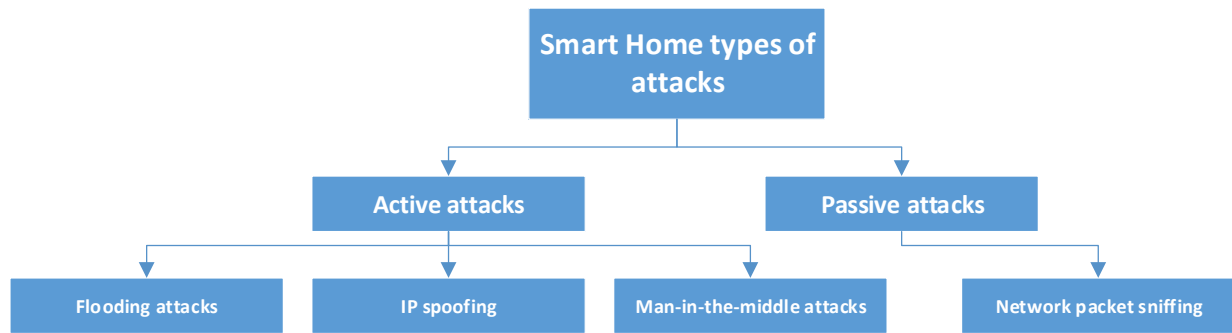 Smart Home types of
attacks
Active attacks
Passive attacks
Flooding attacks
IP spoofing
Man-in-the-middle attacks
Network packet sniffing